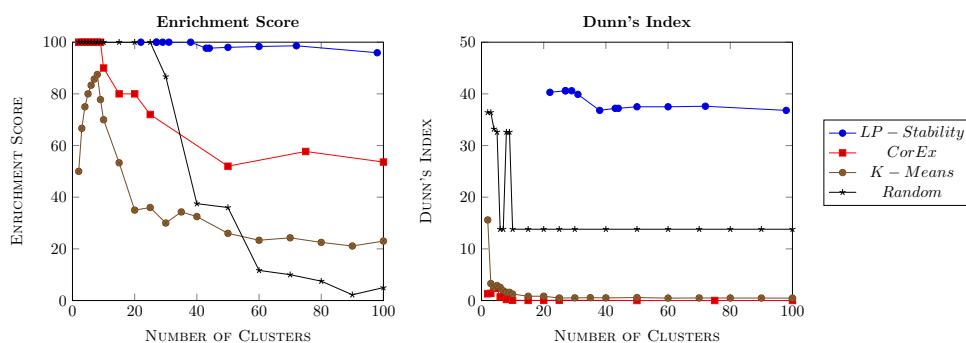 Enrichment Score
Dunn's Index
100
80
60
40
20
0
0 20 40 60 80 100
Enrichment Score
Number of Clusters
50
40
30
20
10
0
0 20 40 60 80 100
Dunn's Index
Number of Clusters
LP - Stability
CorEx
K - Means
Random